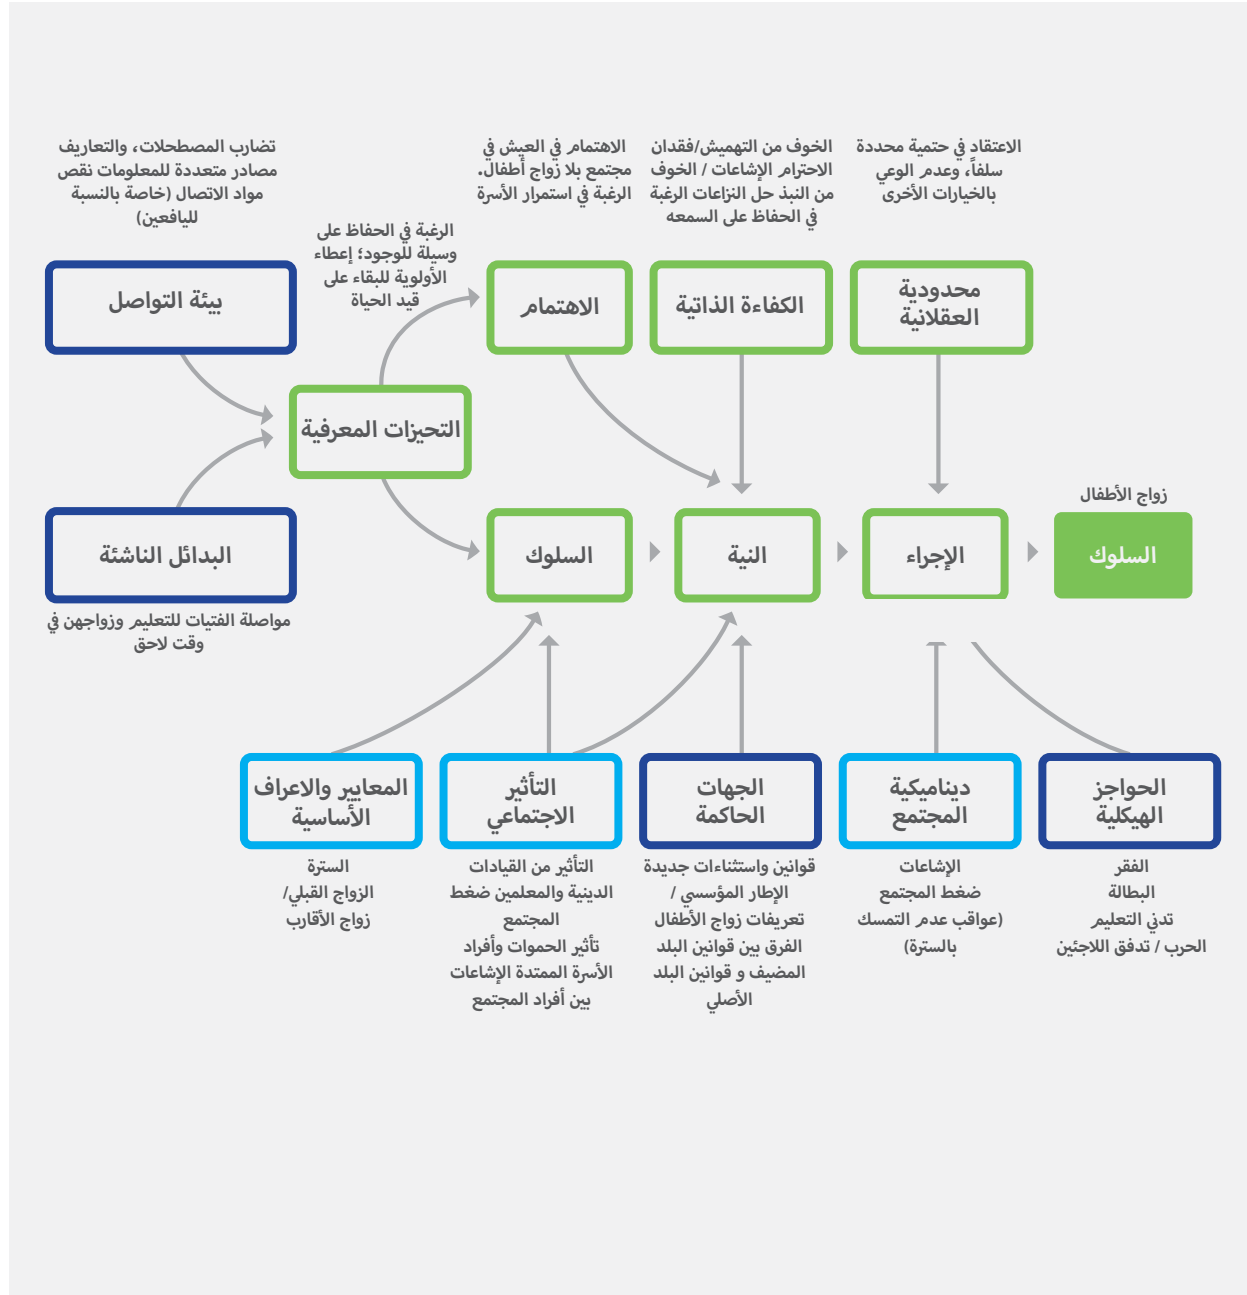 الاعتقاد في حتمية محددة
سلفاً، وعدم الوعي
بالخيارات الأخرى
الخوف من التهميش/فقدان
الاحترام الإشاعات / الخوف
من النبذ حل النزاعات الرغبة
في الحفاظ على السمعه
الاهتمام في العيش في
مجتمع بلا زواج أطفال.
الرغبة في استمرار الأسرة
تضارب المصطلحات، والتعاريف
مصادر متعددة للمعلومات نقص
مواد الاتصال (خاصة بالنسبة
لليافعين)
الرغبة في الحفاظ على
وسيلة للوجود؛ إعطاء
الأولوية للبقاء على
قيد الحياة
محدودية
العقلانية
الكفاءة الذاتية
الاهتمام
بيئة التواصل
التحيزات المعرفية
زواج الأطفال
السلوك
الإجراء
النية
السلوك
البدائل الناشئة
مواصلة الفتيات للتعليم وزواجهن في
وقت لاحق
الحواجز
الهيكلية
ديناميكية
المجتمع
الجهات
الحاكمة
التأثير
الاجتماعي
المعايير والاعراف
الأساسية
الفقر
البطالة
تدني التعليم
الحرب / تدفق اللاجئين
الإشاعات
ضغط المجتمع
(عواقب عدم التمسك
بالسترة)
قوانين واستثناءات جديدة
الإطار المؤسسي /
تعريفات زواج الأطفال
الفرق بين قوانين البلد
المضيف و قوانين البلد
الأصلي
التأثير من القيادات
الدينية والمعلمين ضغط
المجتمع
تأثير الحموات وأفراد
الأسرة الممتدة الإشاعات
بين أفراد المجتمع
السترة
الزواج القبلي/
زواج الأقارب